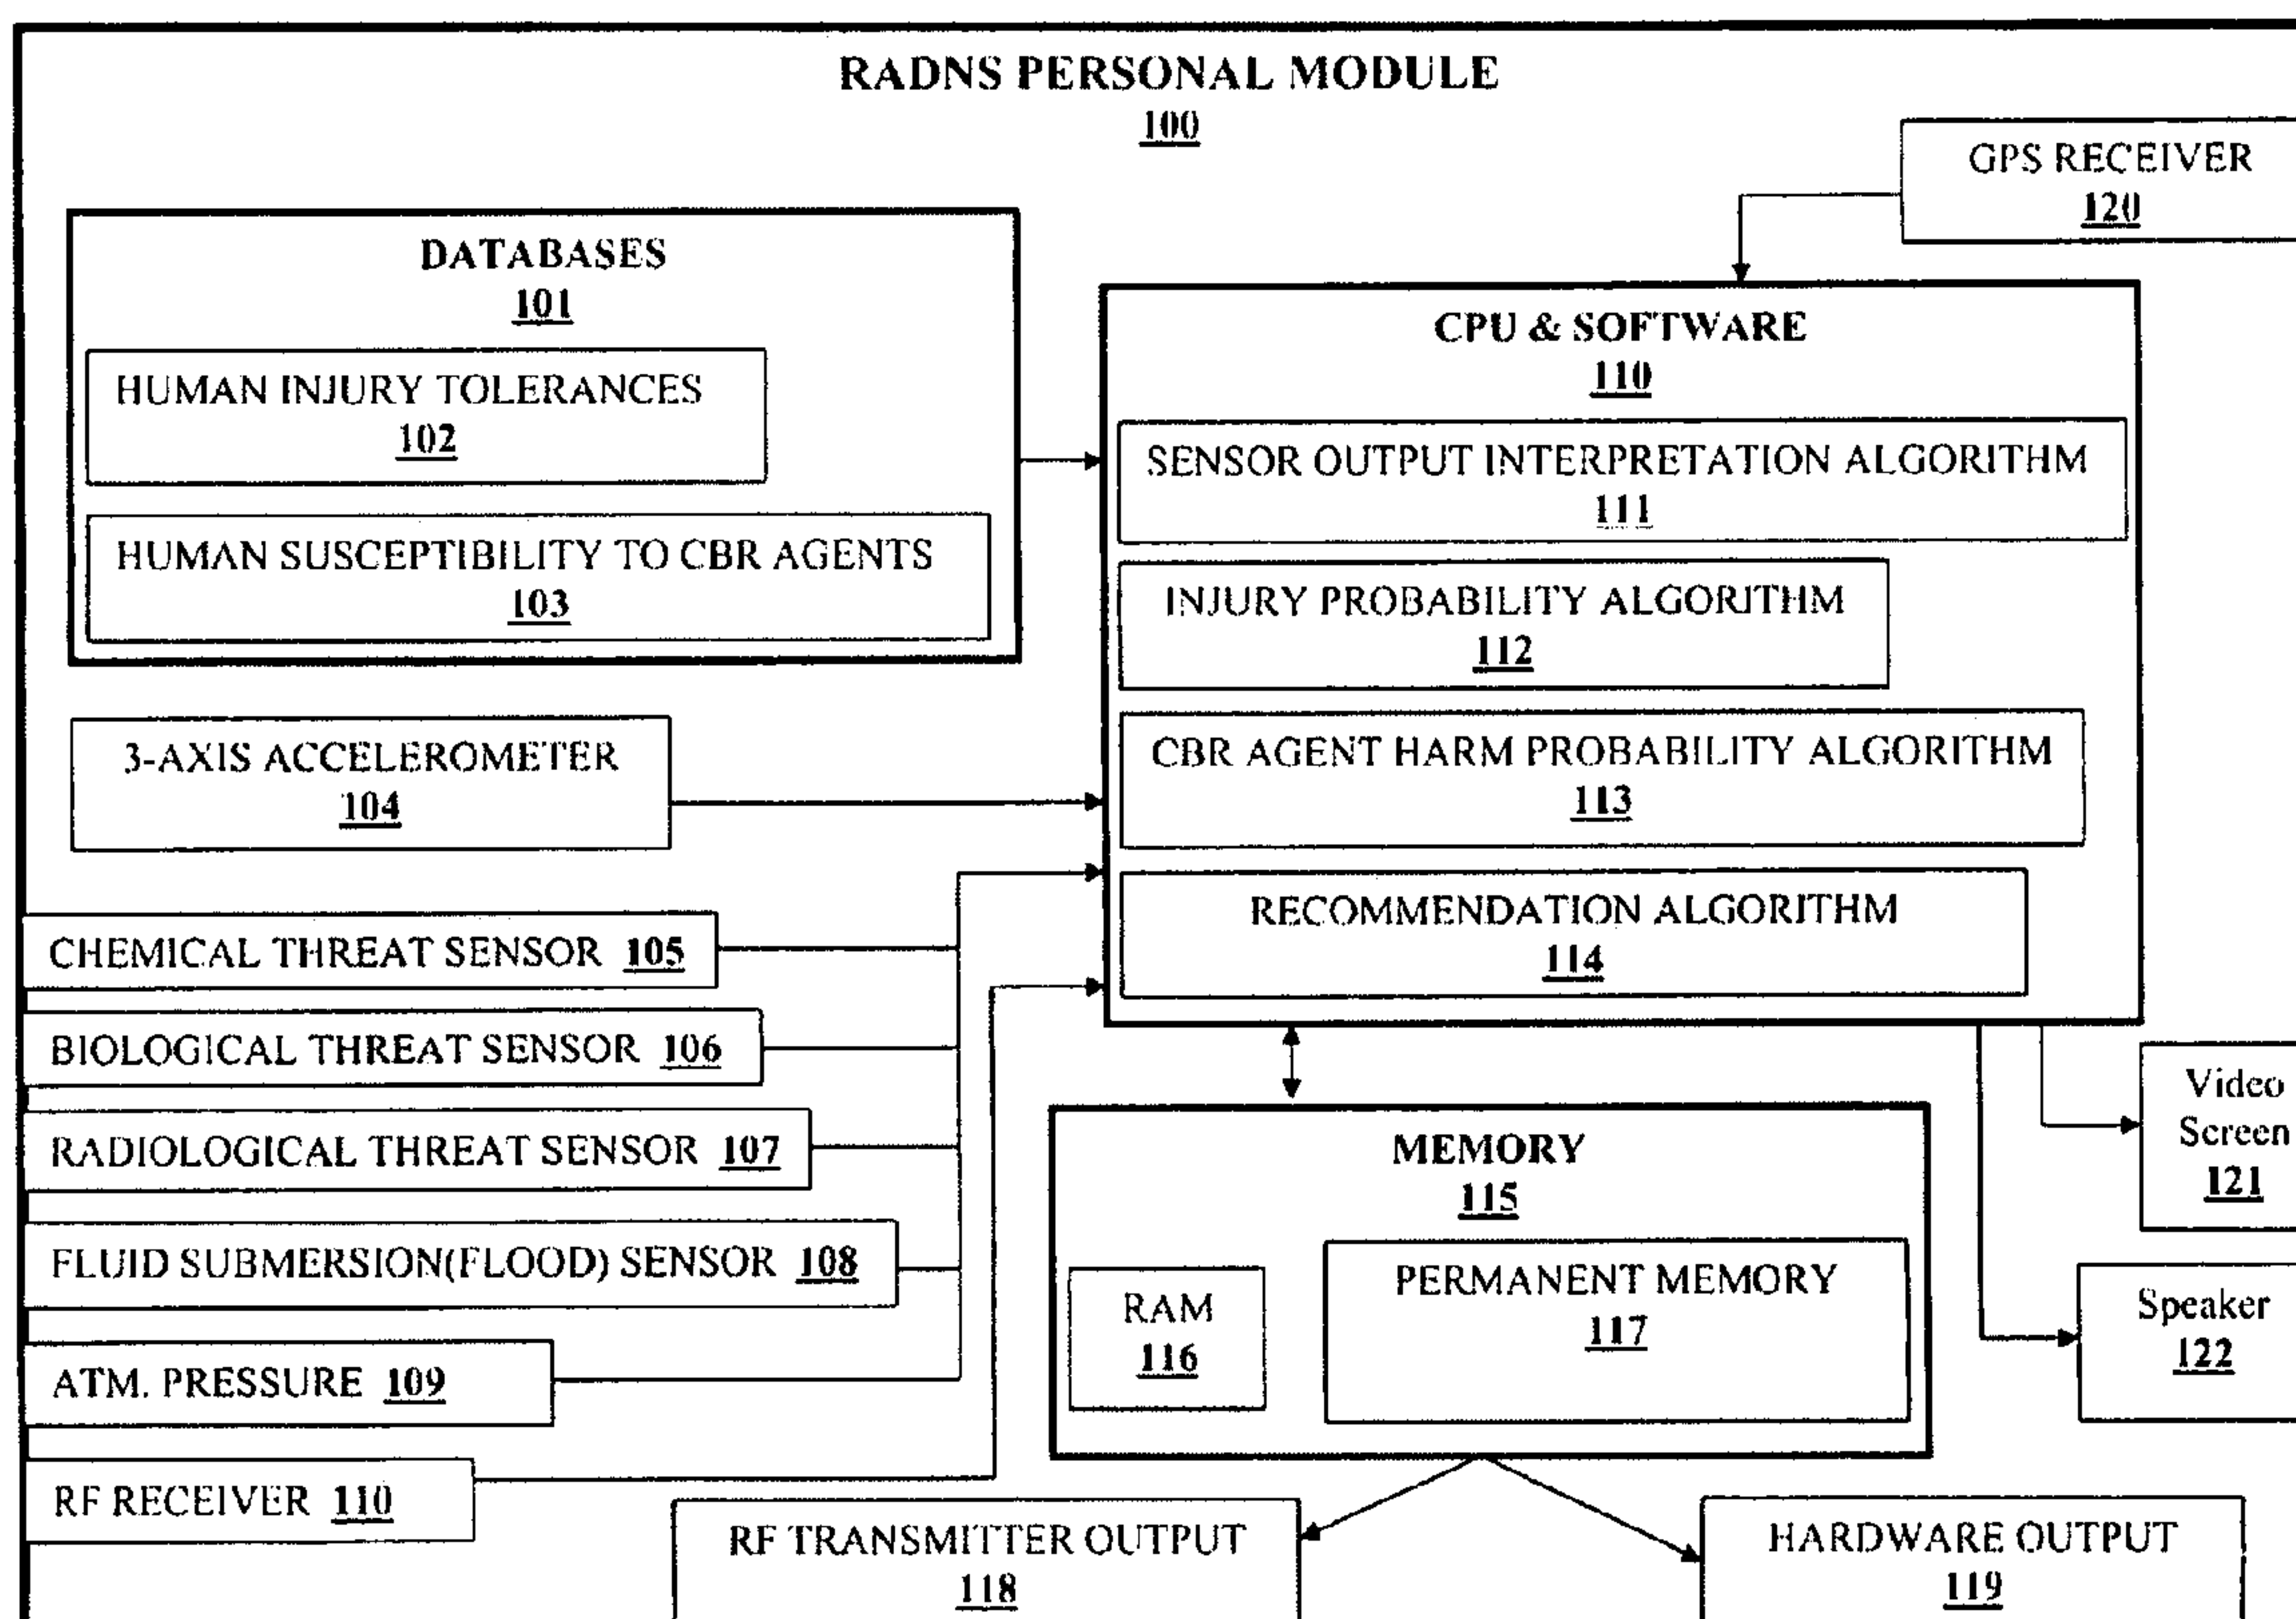 RADNS PERSONAL MODULE
100
GPS RECEIVER
120
DATABASES
101
HUMAN INJURY TOLERANCES
102
HUMAN SUSCEPTIBILITY TO CBR AGENTS
103
CPU & SOFTWARE
110
SENSOR OUTPUT INTERPRETATION ALGORITHM
111
INJURY PROBABILITY ALGORITHM
112
CBR AGENT HARM PROBABILITY ALGORITHM
113
RECOMMENDATION ALGORITHM
114
3-AXIS ACCELEROMETER
104
CHEMICAL THREAT SENSOR 105
BIOLOGICAL THREAT SENSOR 106
RADIOLOGICAL THREAT SENSOR 107
FLUID SUBMERSION(FLOOD) SENSOR 108
ATM. PRESSURE 109
RF RECEIVER 110
MEMORY
115
RAM
116
PERMANENT MEMORY
117
Video
Screen
121
Speaker
122
RF TRANSMITTER OUTPUT
118
HARDWARE OUTPUT
119